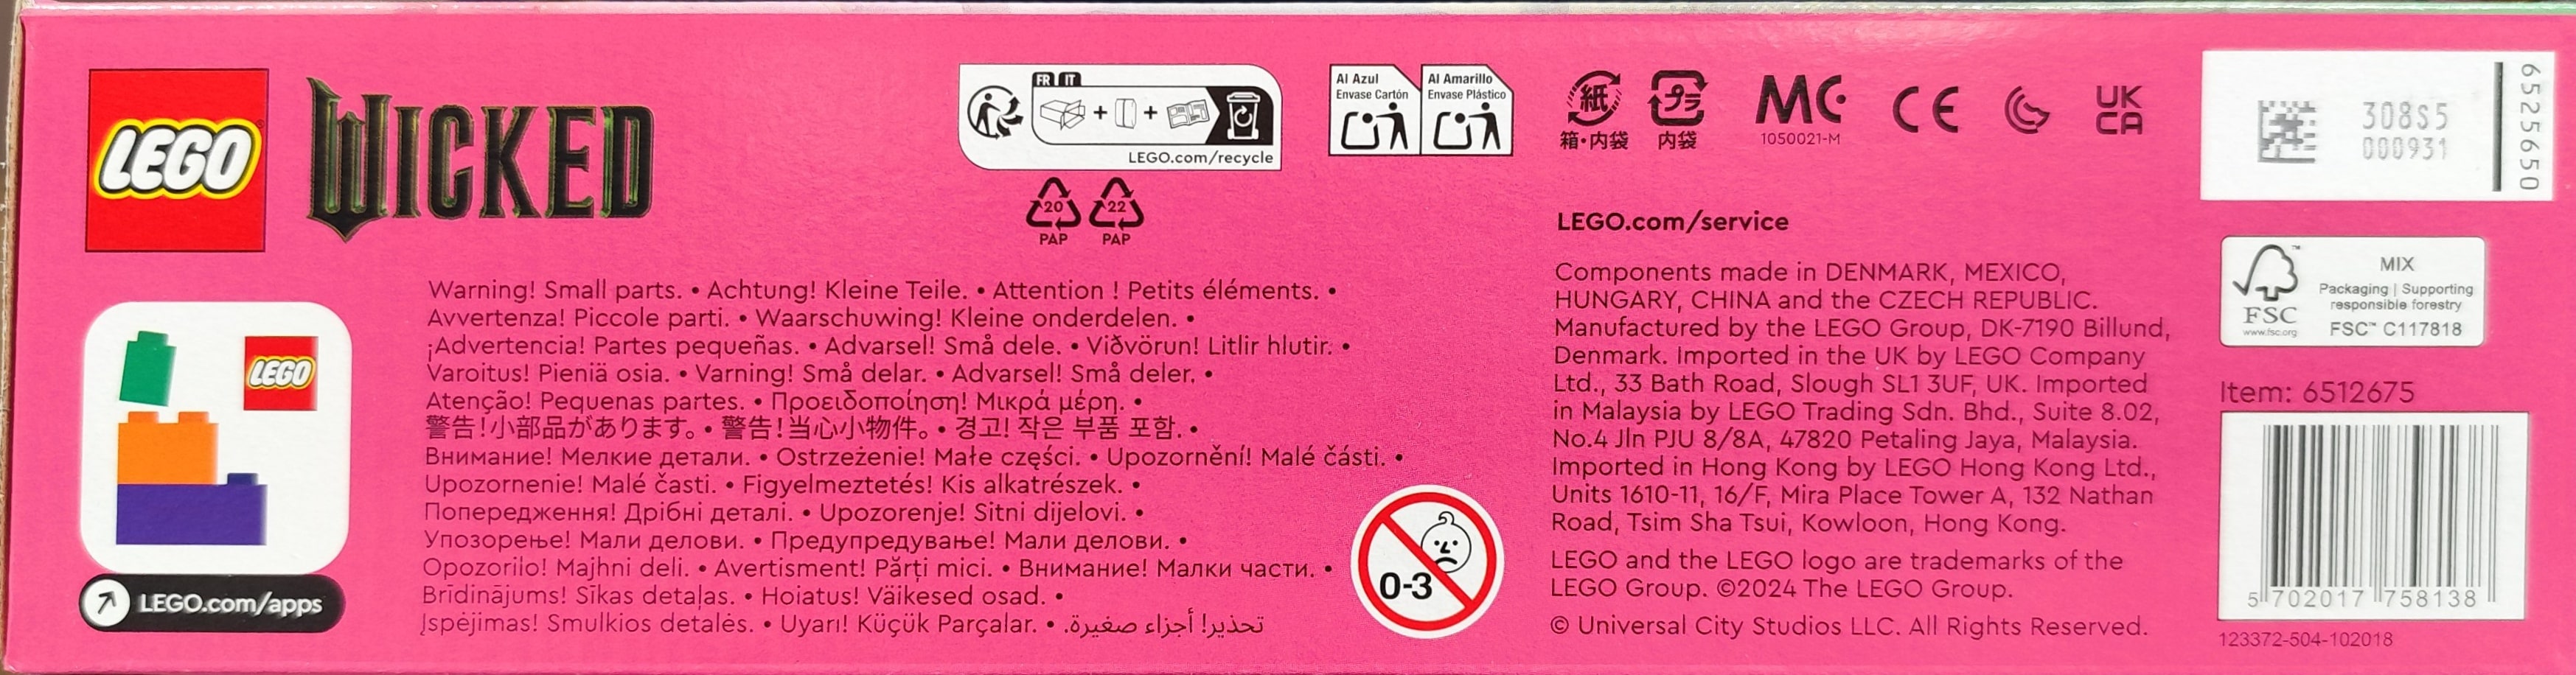 LEGO
WICKED
FR IT
LEGO.com/recycle
20
PAP
22
PAP
Al Azul
Envase Cartón
Al Amarillo
Envase Plástico
紙
箱・内袋
プラ
内袋
MC
1050021-M
CE
UK
CA
308S5
000931
6525650
LEGO
LEGO.com/apps
Warning! Small parts. • Achtung! Kleine Teile. • Attention ! Petits éléments. •
Avvertenza! Piccole parti. • Waarschuwing! Kleine onderdelen. •
¡Advertencia! Partes pequeñas. • Advarsel! Små dele. • Viðvörun! Litlir hlutir. •
Varoitus! Pieniä osia. • Varning! Små delar. • Advarsel! Små deler. •
Atenção! Pequenas partes. • Προειδοποίηση! Μικρά μέρη. •
警告!小部品があります。• 警告!当心小物件。• 경고! 작은 부품 포함. •
Внимание! Мелкие детали. • Ostrzeżenie! Małe części. • Upozornění! Malé části. •
Upozornenie! Malé časti. • Figyelmeztetés! Kis alkatrészek. •
Попередження! Дрібні деталі. • Upozorenje! Sitni dijelovi. •
Упозорење! Мали делови. • Предупредување! Мали делови. •
Opozorilo! Majhni deli. • Avertisment! Părți mici. • Внимание! Малки части. •
Brīdinājums! Sīkas detaļas. • Hoiatus! Väikesed osad. •
Įspėjimas! Smulkios detalės. • Uyarı! Küçük Parçalar. • تحذير! أجزاء صغيرة.
0-3
LEGO.com/service
Components made in DENMARK, MEXICO,
HUNGARY, CHINA and the CZECH REPUBLIC.
Manufactured by the LEGO Group, DK-7190 Billund,
Denmark. Imported in the UK by LEGO Company
Ltd., 33 Bath Road, Slough SL1 3UF, UK. Imported
in Malaysia by LEGO Trading Sdn. Bhd., Suite 8.02,
No.4 Jln PJU 8/8A, 47820 Petaling Jaya, Malaysia.
Imported in Hong Kong by LEGO Hong Kong Ltd.,
Units 1610-11, 16/F, Mira Place Tower A, 132 Nathan
Road, Tsim Sha Tsui, Kowloon, Hong Kong.
LEGO and the LEGO logo are trademarks of the
LEGO Group. ©2024 The LEGO Group.
© Universal City Studios LLC. All Rights Reserved.
FSC
www.fsc.org
MIX
Packaging | Supporting
responsible forestry
FSC™ C117818
Item: 6512675
5 702017 758138
123372-504-102018